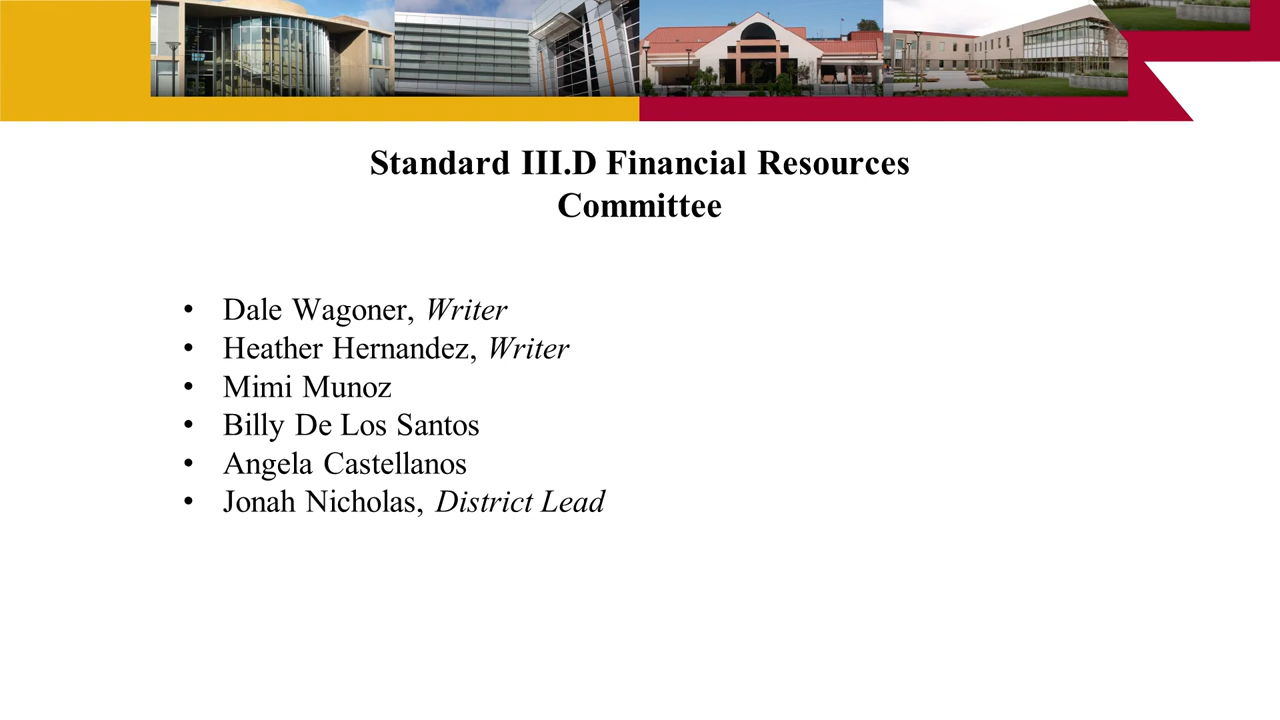 Standard III.D Financial Resources
Committee
• Dale Wagoner, Writer
• Heather Hernandez, Writer
• Mimi Munoz
• Billy De Los Santos
• Angela Castellanos
• Jonah Nicholas, District Lead